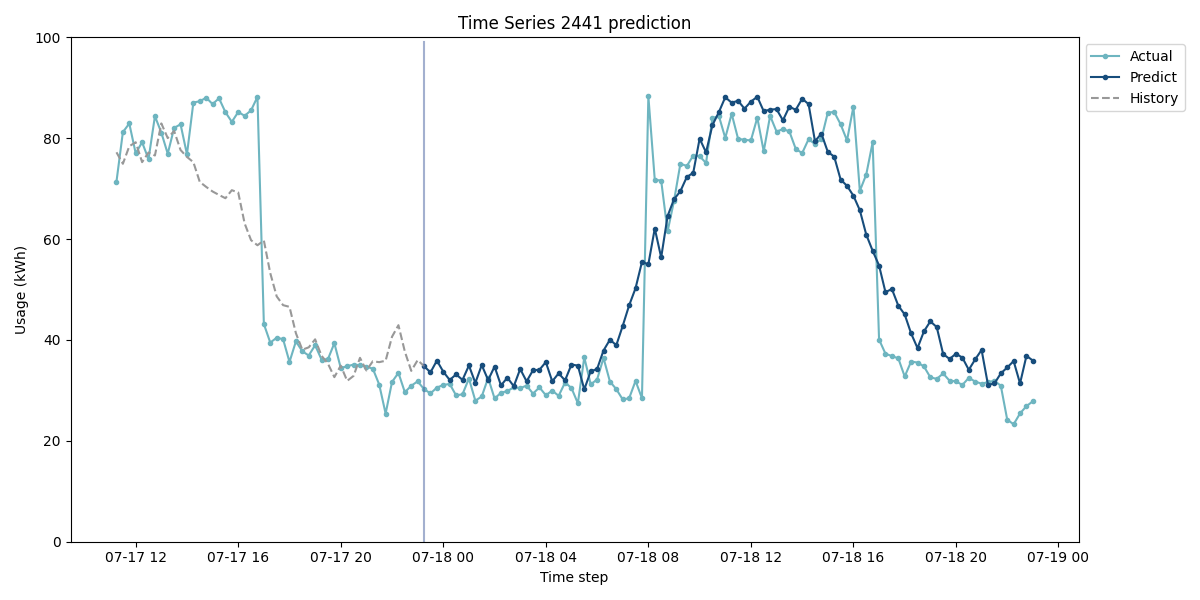 Time Series 2441 prediction
Usage (kWh)
100
80
60
40
20
0
07-17 12
07-17 16
07-17 20
07-18 00
07-18 04
07-18 08
07-18 12
07-18 16
07-18 20
07-19 00
Time step
Actual
Predict
History